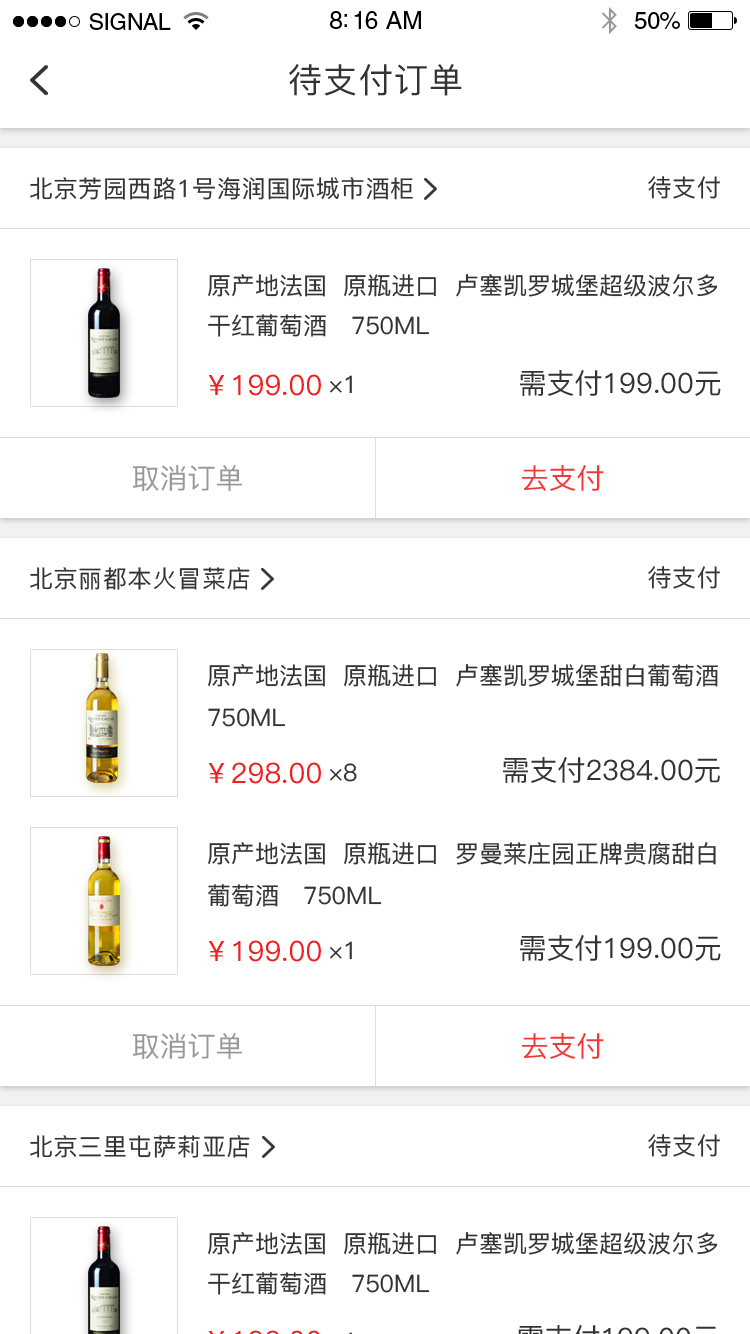 SIGNAL 8:16 AM 50%
待支付订单
北京芳园西路1号海润国际城市酒柜 待支付
原产地法国 原瓶进口 卢塞凯罗城堡超级波尔多
干红葡萄酒 750ML
¥199.00 ×1 需支付199.00元
取消订单 去支付
北京丽都本火冒菜店 待支付
原产地法国 原瓶进口 卢塞凯罗城堡甜白葡萄酒
750ML
¥298.00 ×8 需支付2384.00元
原产地法国 原瓶进口 罗曼莱庄园正牌贵腐甜白
葡萄酒 750ML
¥199.00 ×1 需支付199.00元
取消订单 去支付
北京三里屯萨莉亚店 待支付
原产地法国 原瓶进口 卢塞凯罗城堡超级波尔多
干红葡萄酒 750ML